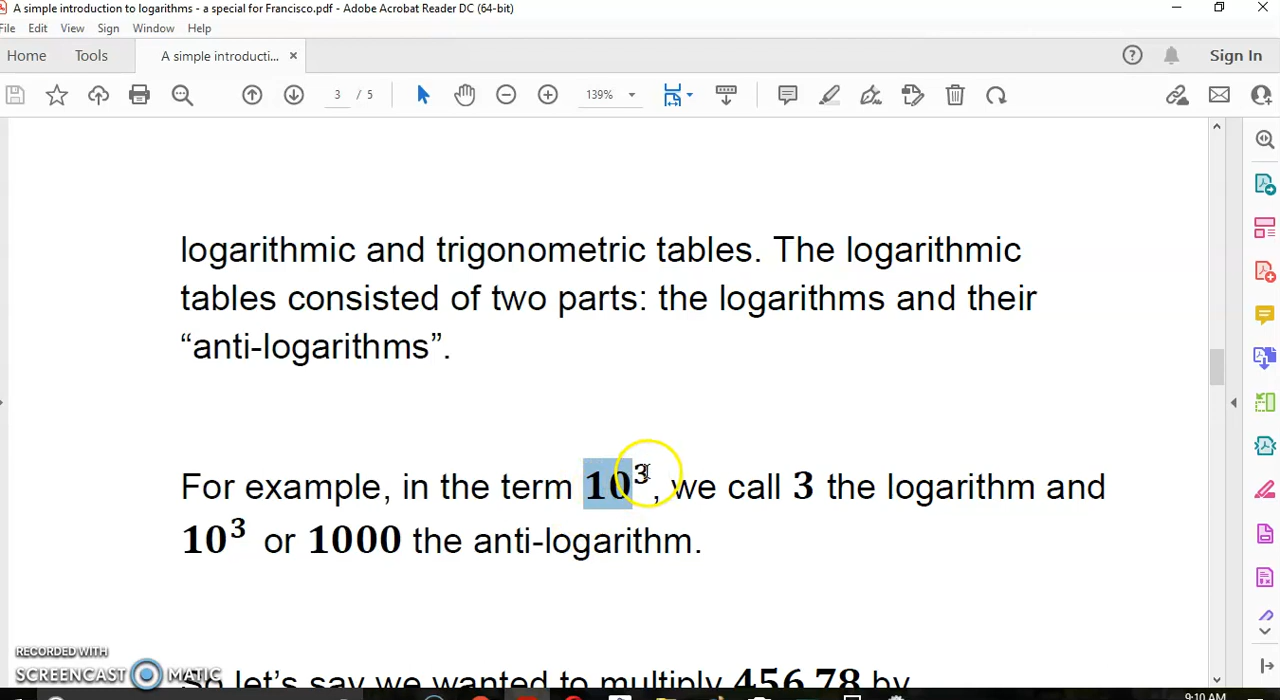 A simple introduction to logarithms - a special for Francisco.pdf - Adobe Acrobat Reader DC (64-bit)
File Edit View Sign Window Help
Home Tools A simple introducti... × Sign In
3 / 5 139%
logarithmic and trigonometric tables. The logarithmic
tables consisted of two parts: the logarithms and their
“anti-logarithms”.
For example, in the term 10³, we call 3 the logarithm and
10³ or 1000 the anti-logarithm.
RECORDED WITH
SCREENCAST MATIC
So let’s say we wanted to multiply 456.78 by
9:10 AM